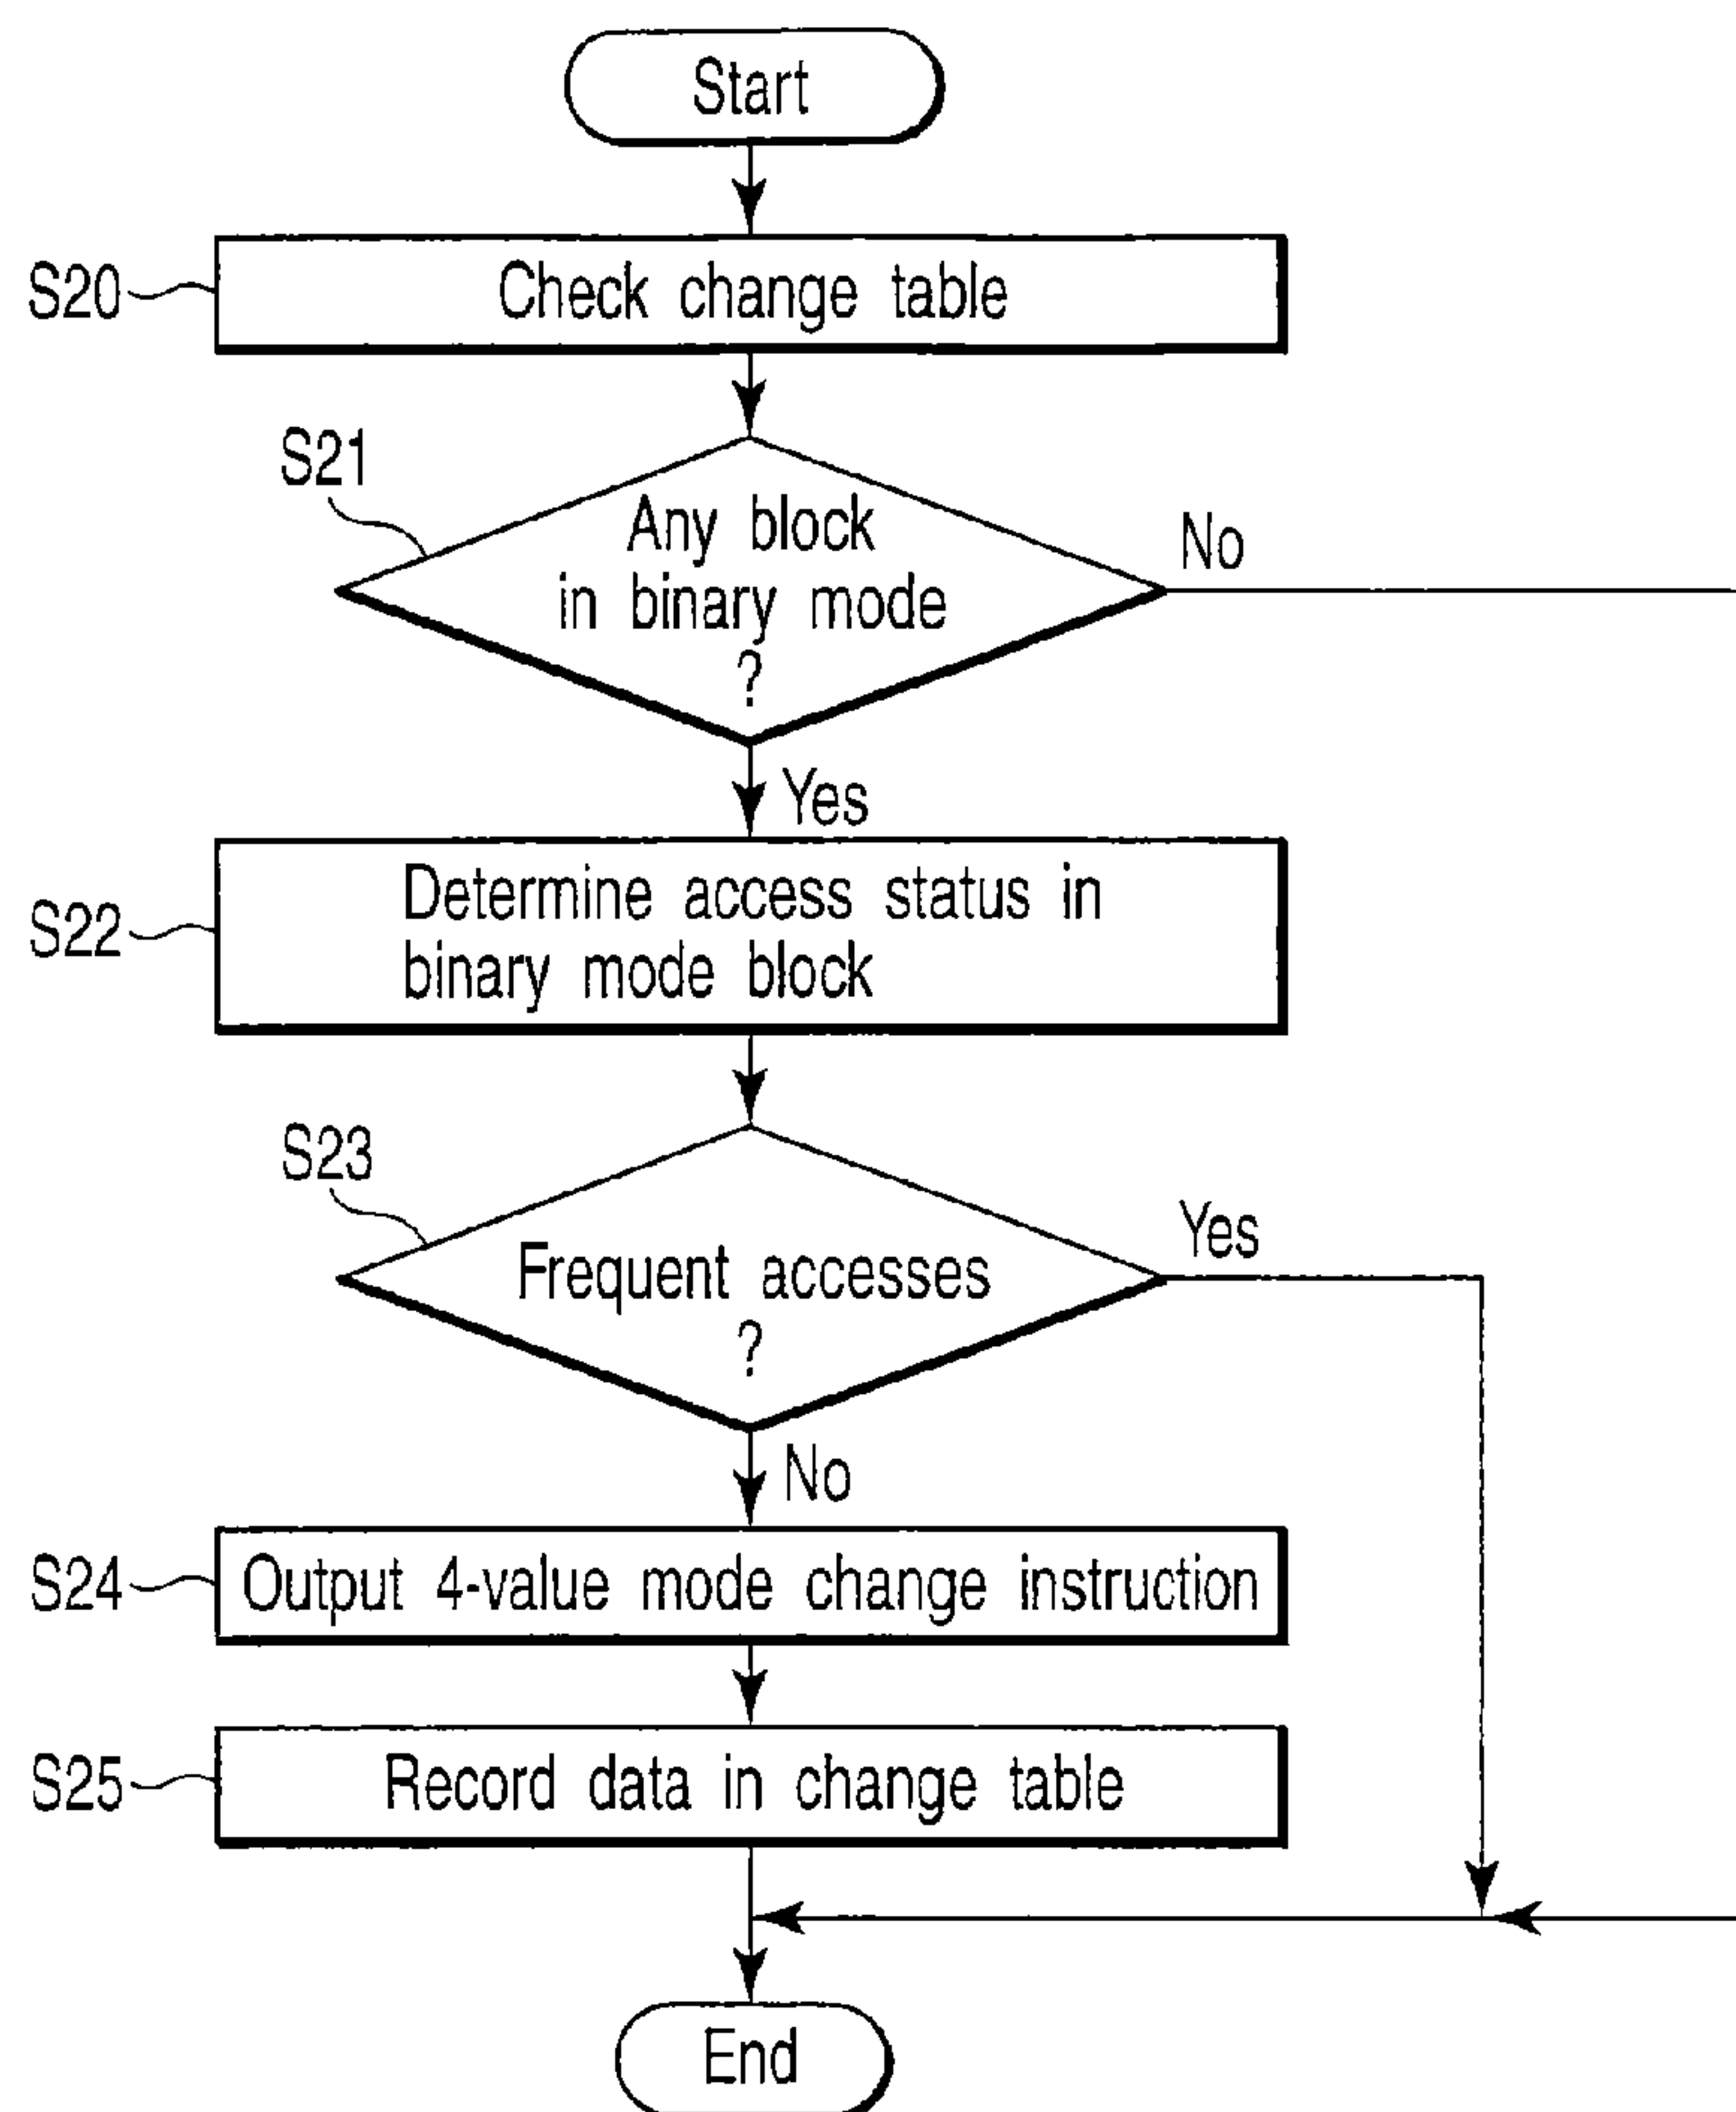 Start
S20
Check change table
S21
Any block
in binary mode
?
No
Yes
S22
Determine access status in
binary mode block
S23
Frequent accesses
?
Yes
No
S24
Output 4-value mode change instruction
S25
Record data in change table
End